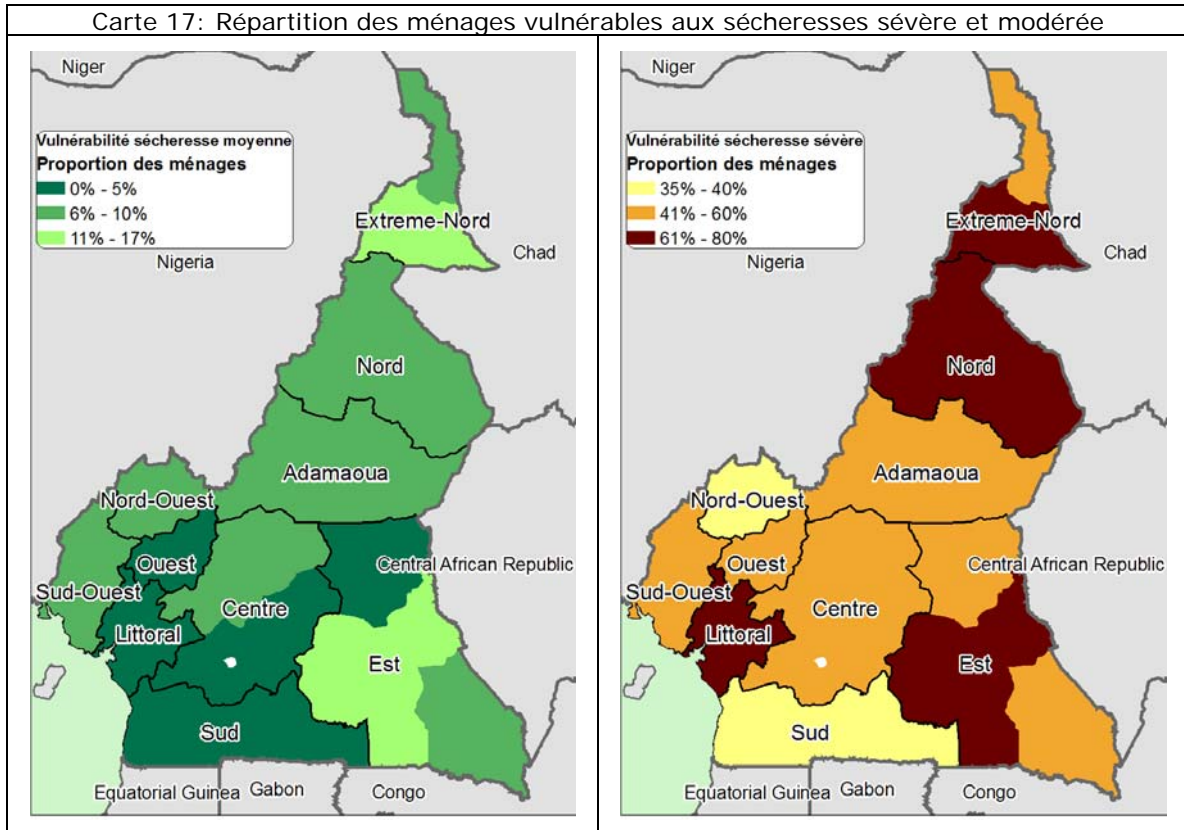 Carte 17: Répartition des ménages vulnérables aux sécheresses sévère et modérée
Niger
Vulnérabilité sécheresse moyenne
Proportion des ménages
0% - 5%
6% - 10%
11% - 17%
Extreme-Nord
Nigeria
Chad
Nord
Adamaoua
Nord-Ouest
Ouest
Central African Republic
Sud-Ouest
Centre
Littoral
Est
Sud
Equatorial Guinea
Gabon
Congo
Niger
Vulnérabilité sécheresse sévère
Proportion des ménages
35% - 40%
41% - 60%
61% - 80%
Extreme-Nord
Nigeria
Chad
Nord
Adamaoua
Nord-Ouest
Ouest
Central African Republic
Sud-Ouest
Centre
Littoral
Est
Sud
Equatorial Guinea
Gabon
Congo